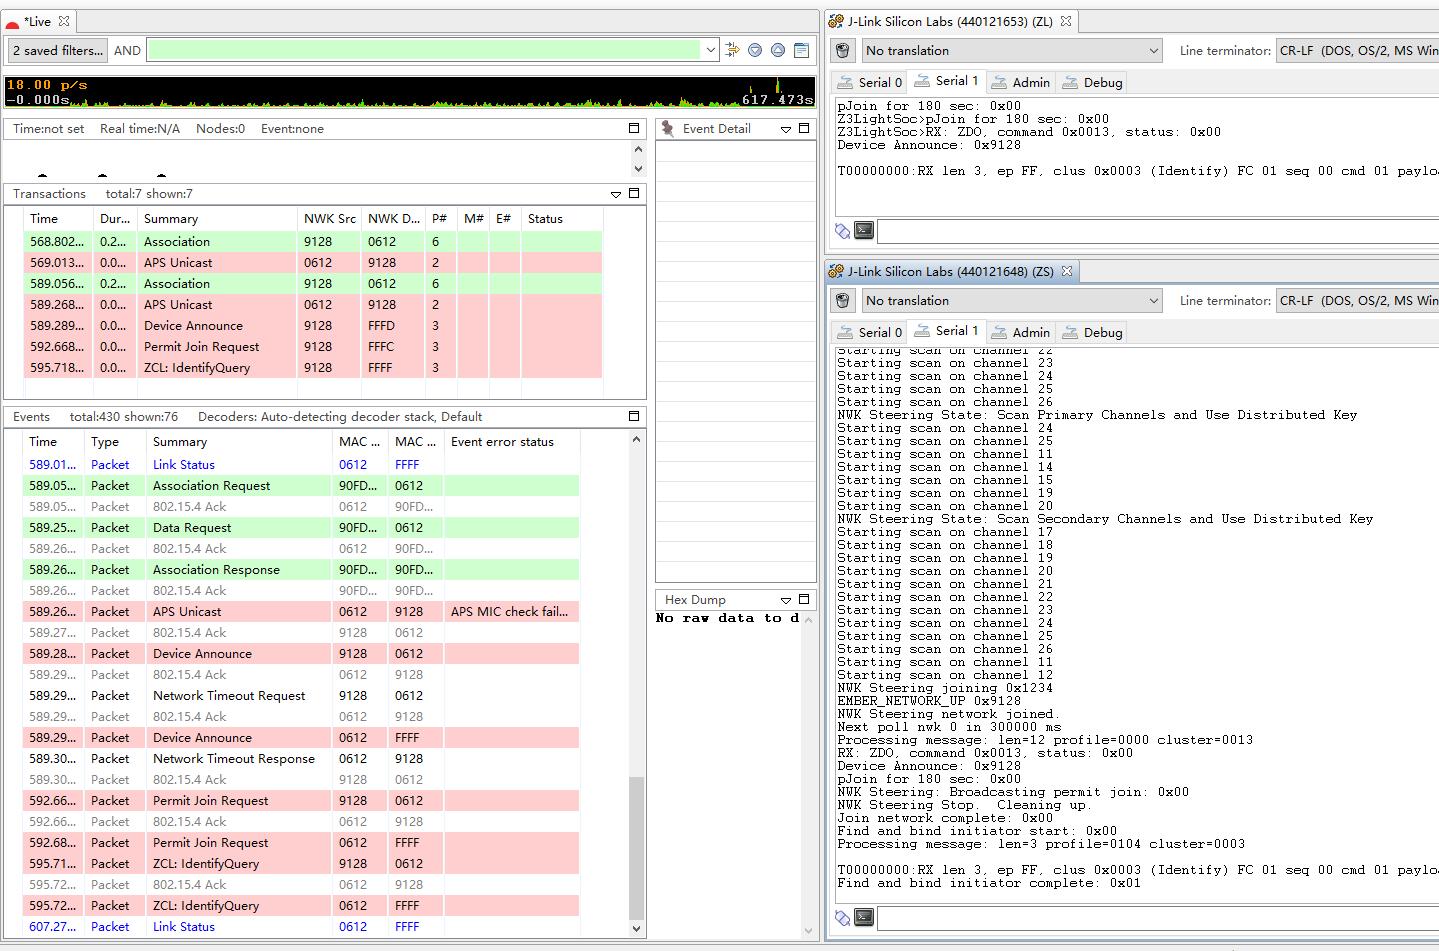 *Live
2 saved filters...
AND
18.00 p/s
-0.000s
617.473s
Time:not set Real time:N/A Nodes:0 Event:none
Transactions total:7 shown:7
Time Dur... Summary NWK Src NWK D... P# M# E# Status
568.802... 0.2... Association 9128 0612 6
569.013... 0.0... APS Unicast 0612 9128 2
589.056... 0.2... Association 9128 0612 6
589.268... 0.0... APS Unicast 0612 9128 2
589.289... 0.0... Device Announce 9128 FFFD 3
592.668... 0.0... Permit Join Request 9128 FFFC 3
595.718... 0.0... ZCL: IdentifyQuery 9128 FFFF 3
Events total:430 shown:76 Decoders: Auto-detecting decoder stack, Default
Time Type Summary MAC ... MAC ... Event error status
589.01... Packet Link Status 0612 FFFF
589.05... Packet Association Request 90FD... 0612
589.05... Packet 802.15.4 Ack 0612 90FD...
589.25... Packet Data Request 90FD... 0612
589.26... Packet 802.15.4 Ack 0612 90FD...
589.26... Packet Association Response 90FD... 90FD...
589.26... Packet 802.15.4 Ack 90FD... 90FD...
589.26... Packet APS Unicast 0612 9128 APS MIC check fail...
589.27... Packet 802.15.4 Ack 9128 0612
589.28... Packet Device Announce 9128 0612
589.29... Packet 802.15.4 Ack 0612 9128
589.29... Packet Network Timeout Request 9128 0612
589.29... Packet 802.15.4 Ack 0612 9128
589.29... Packet Device Announce 0612 FFFF
589.30... Packet Network Timeout Response 0612 9128
589.30... Packet 802.15.4 Ack 9128 0612
592.66... Packet Permit Join Request 9128 0612
592.66... Packet 802.15.4 Ack 0612 9128
592.68... Packet Permit Join Request 0612 FFFF
595.71... Packet ZCL: IdentifyQuery 9128 0612
595.72... Packet 802.15.4 Ack 0612 9128
595.72... Packet ZCL: IdentifyQuery 0612 FFFF
607.27... Packet Link Status 0612 FFFF
Event Detail
Hex Dump
No raw data to d
J-Link Silicon Labs (440121653) (ZL)
No translation Line terminator: CR-LF (DOS, OS/2, MS Win
Serial 0 Serial 1 Admin Debug
pJoin for 180 sec: 0x00
Z3LightSoc>pJoin for 180 sec: 0x00
Z3LightSoc>RX: ZDO, command 0x0013, status: 0x00
Device Announce: 0x9128
T00000000:RX len 3, ep FF, clus 0x0003 (Identify) FC 01 seq 00 cmd 01 paylo
J-Link Silicon Labs (440121648) (ZS)
No translation Line terminator: CR-LF (DOS, OS/2, MS Win
Serial 0 Serial 1 Admin Debug
Starting scan on channel 22
Starting scan on channel 23
Starting scan on channel 24
Starting scan on channel 25
Starting scan on channel 26
NWK Steering State: Scan Primary Channels and Use Distributed Key
Starting scan on channel 24
Starting scan on channel 25
Starting scan on channel 11
Starting scan on channel 14
Starting scan on channel 15
Starting scan on channel 19
Starting scan on channel 20
NWK Steering State: Scan Secondary Channels and Use Distributed Key
Starting scan on channel 17
Starting scan on channel 18
Starting scan on channel 19
Starting scan on channel 20
Starting scan on channel 21
Starting scan on channel 22
Starting scan on channel 23
Starting scan on channel 24
Starting scan on channel 25
Starting scan on channel 26
Starting scan on channel 11
Starting scan on channel 12
NWK Steering joining 0x1234
EMBER_NETWORK_UP 0x9128
NWK Steering network joined.
Next poll nwk 0 in 300000 ms
Processing message: len=12 profile=0000 cluster=0013
RX: ZDO, command 0x0013, status: 0x00
Device Announce: 0x9128
pJoin for 180 sec: 0x00
NWK Steering: Broadcasting permit join: 0x00
NWK Steering Stop.  Cleaning up.
Join network complete: 0x00
Find and bind initiator start: 0x00
Processing message: len=3 profile=0104 cluster=0003
T00000000:RX len 3, ep FF, clus 0x0003 (Identify) FC 01 seq 00 cmd 01 paylo
Find and bind initiator complete: 0x01